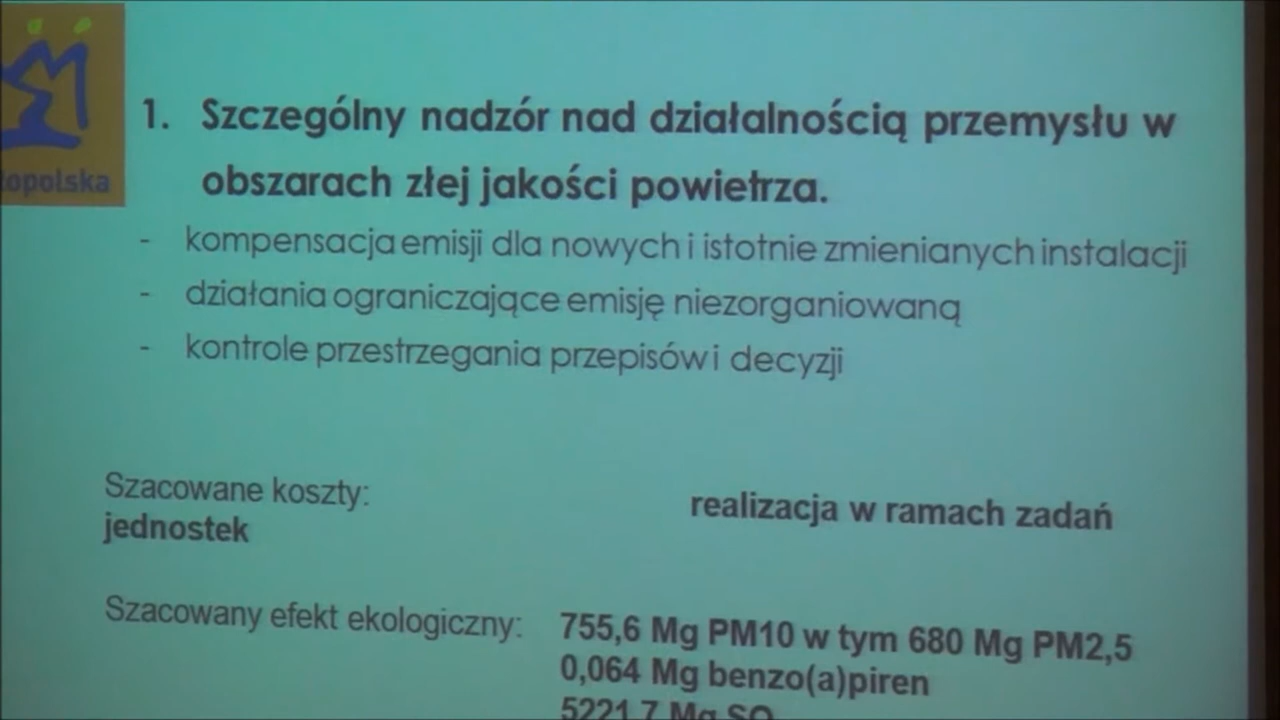 topolska
1. Szczególny nadzór nad działalnością przemysłu w
obszarach złej jakości powietrza.
- kompensacja emisji dla nowych i istotnie zmienianych instalacji
- działania ograniczające emisję niezorganiowaną
- kontrole przestrzegania przepisów i decyzji
Szacowane koszty: realizacja w ramach zadań
jednostek
Szacowany efekt ekologiczny: 755,6 Mg PM10 w tym 680 Mg PM2,5
0,064 Mg benzo(a)piren
5221,7 Mg SO